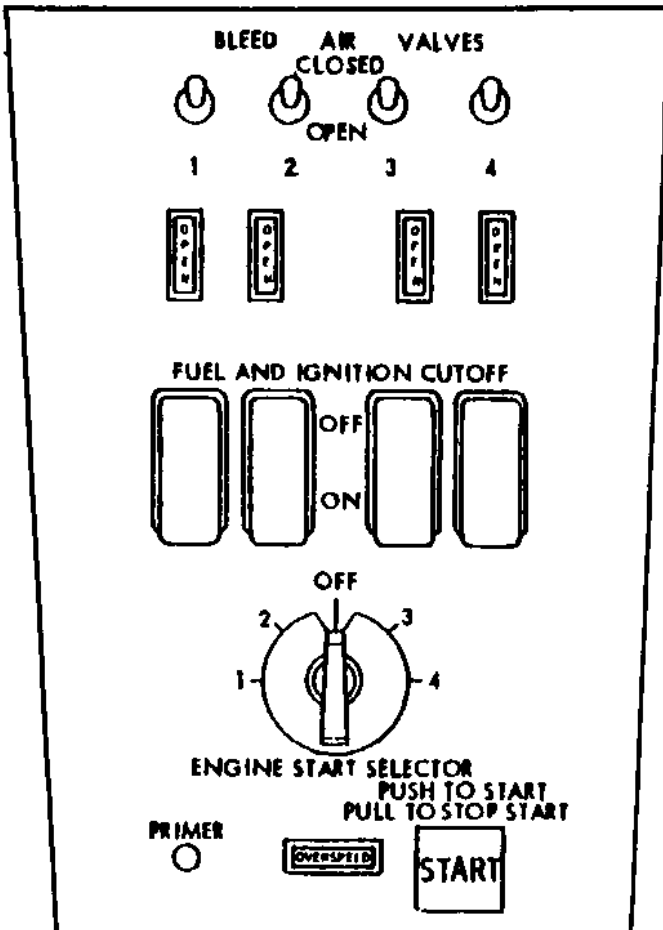 BLEED AIR VALVES
CLOSED
OPEN
1 2 3 4
OPEN OPEN OPEN OPEN
FUEL AND IGNITION CUTOFF
OFF
ON
OFF
2 3
1 4
ENGINE START SELECTOR
PUSH TO START
PULL TO STOP START
PRIMER
OVERSPEED
START